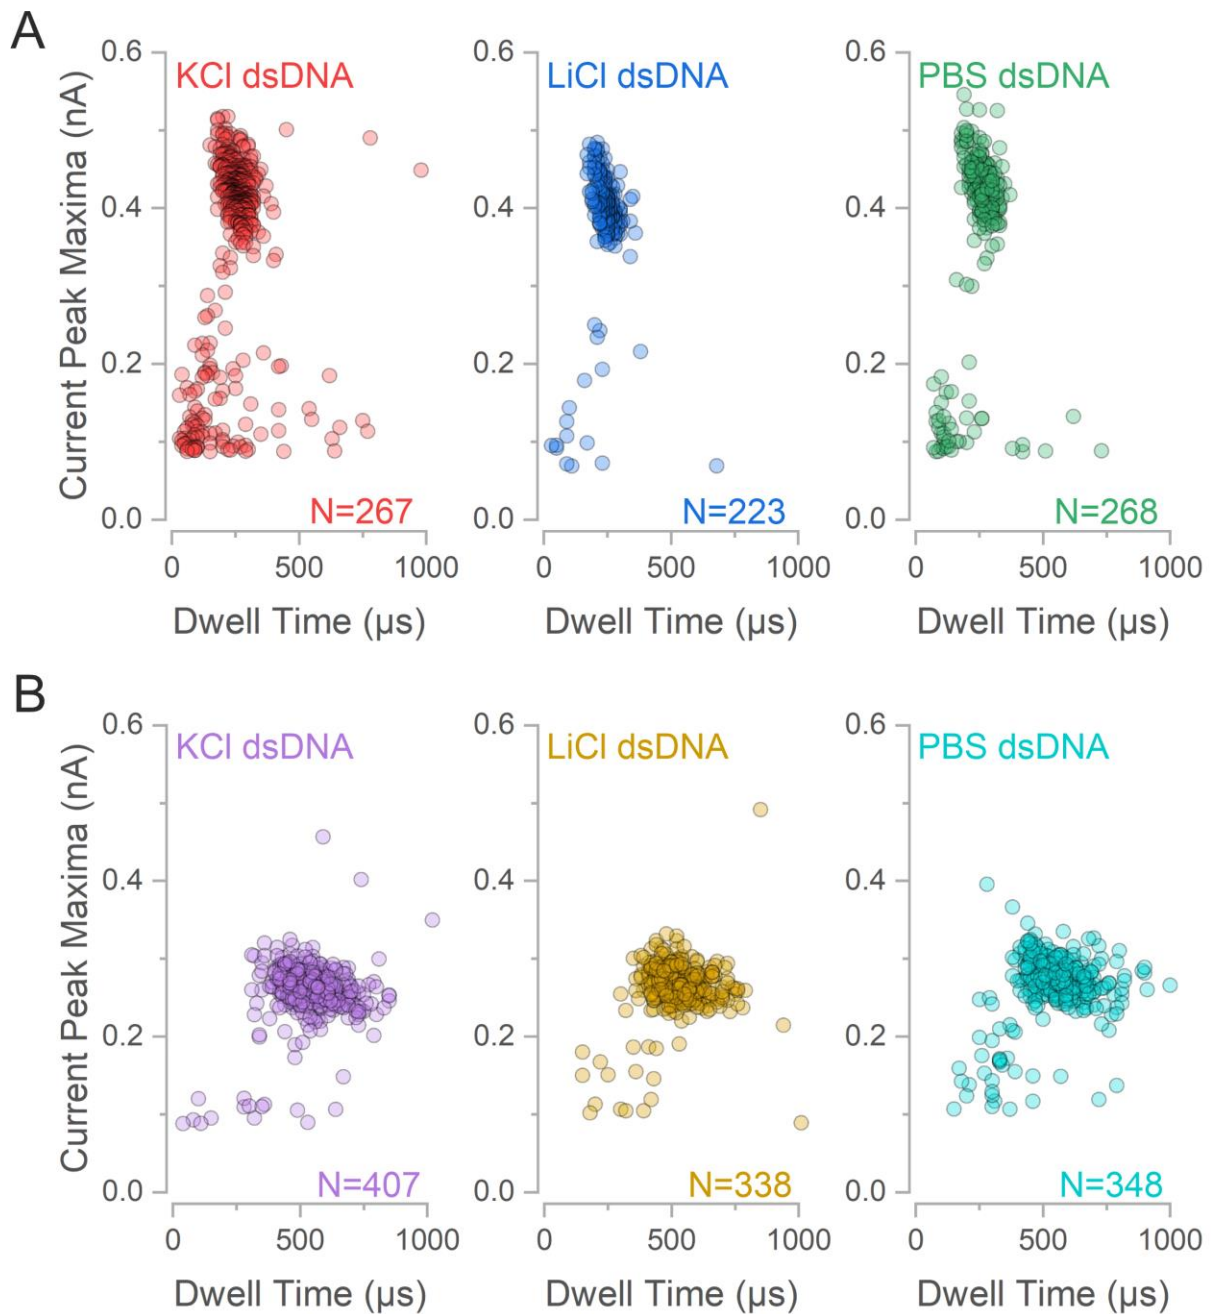 A
Current Peak Maxima (nA)
0.6
0.4
0.2
0.0
KCl dsDNA
N=267
0 500 1000
Dwell Time (µs)
0.6
0.4
0.2
0.0
LiCl dsDNA
N=223
0 500 1000
Dwell Time (µs)
0.6
0.4
0.2
0.0
PBS dsDNA
N=268
0 500 1000
Dwell Time (µs)
B
Current Peak Maxima (nA)
0.6
0.4
0.2
0.0
KCl dsDNA
N=407
0 500 1000
Dwell Time (µs)
0.6
0.4
0.2
0.0
LiCl dsDNA
N=338
0 500 1000
Dwell Time (µs)
0.6
0.4
0.2
0.0
PBS dsDNA
N=348
0 500 1000
Dwell Time (µs)